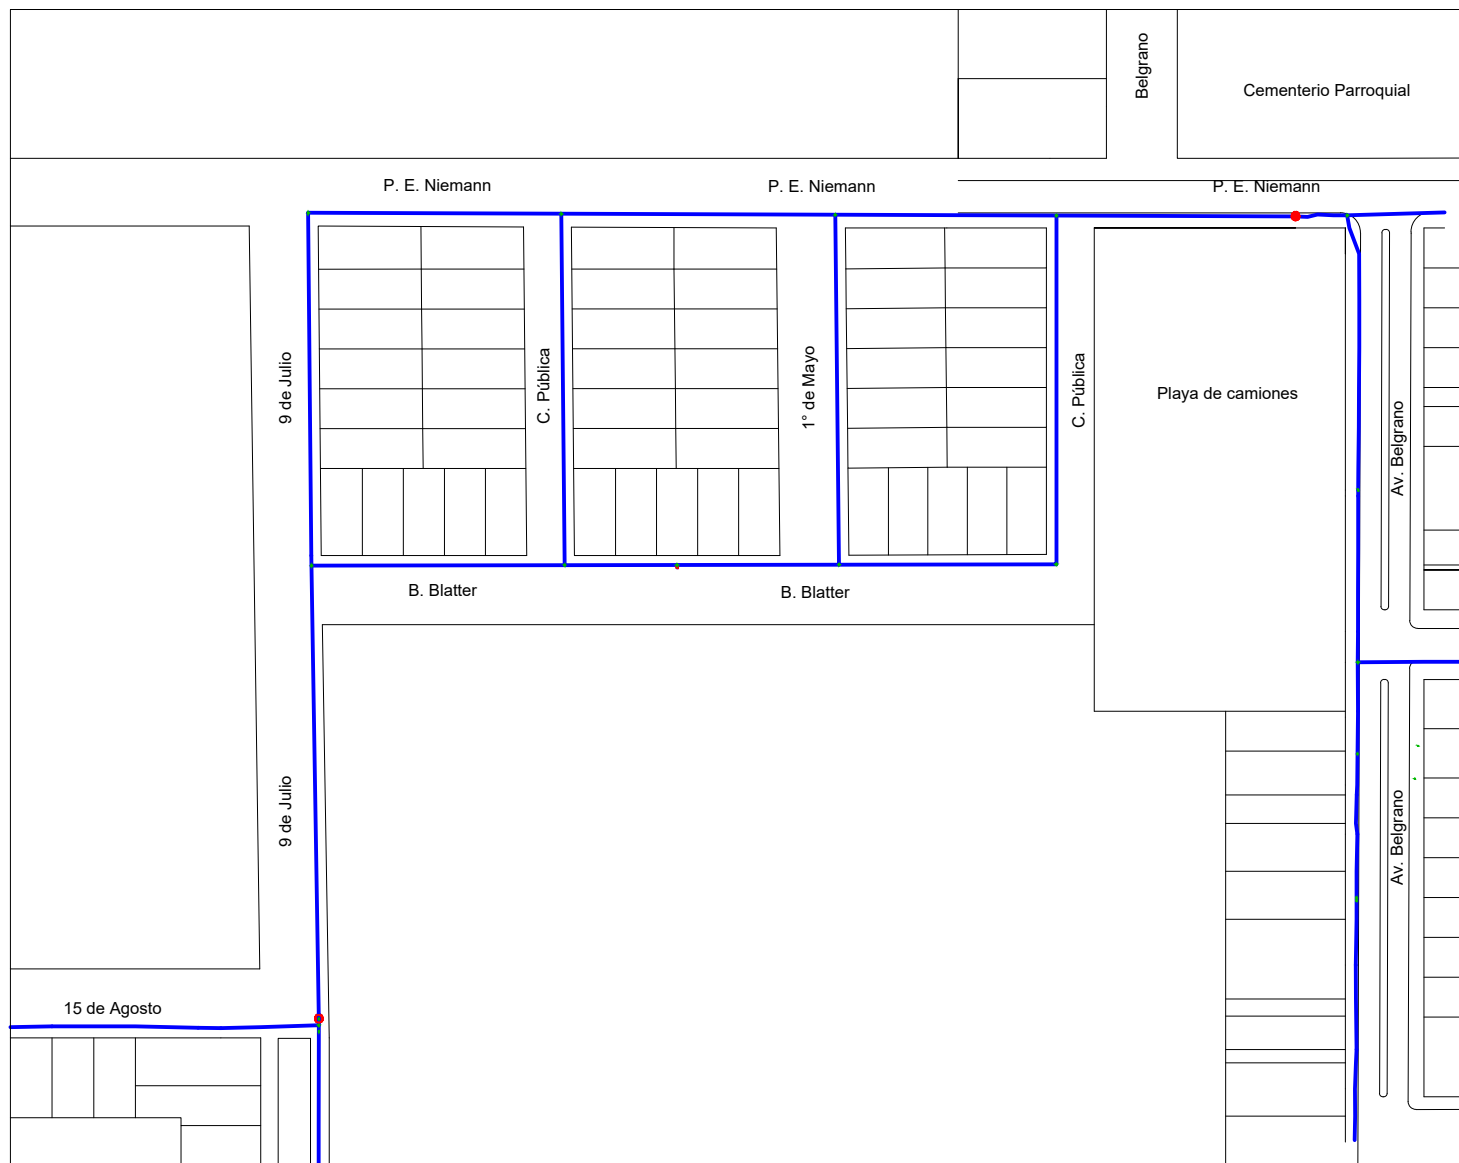 Belgrano
Cementerio Parroquial
P. E. Niemann
P. E. Niemann
P. E. Niemann
9 de Julio
C. Pública
1° de Mayo
C. Pública
Playa de camiones
Av. Belgrano
B. Blatter
B. Blatter
9 de Julio
Av. Belgrano
15 de Agosto